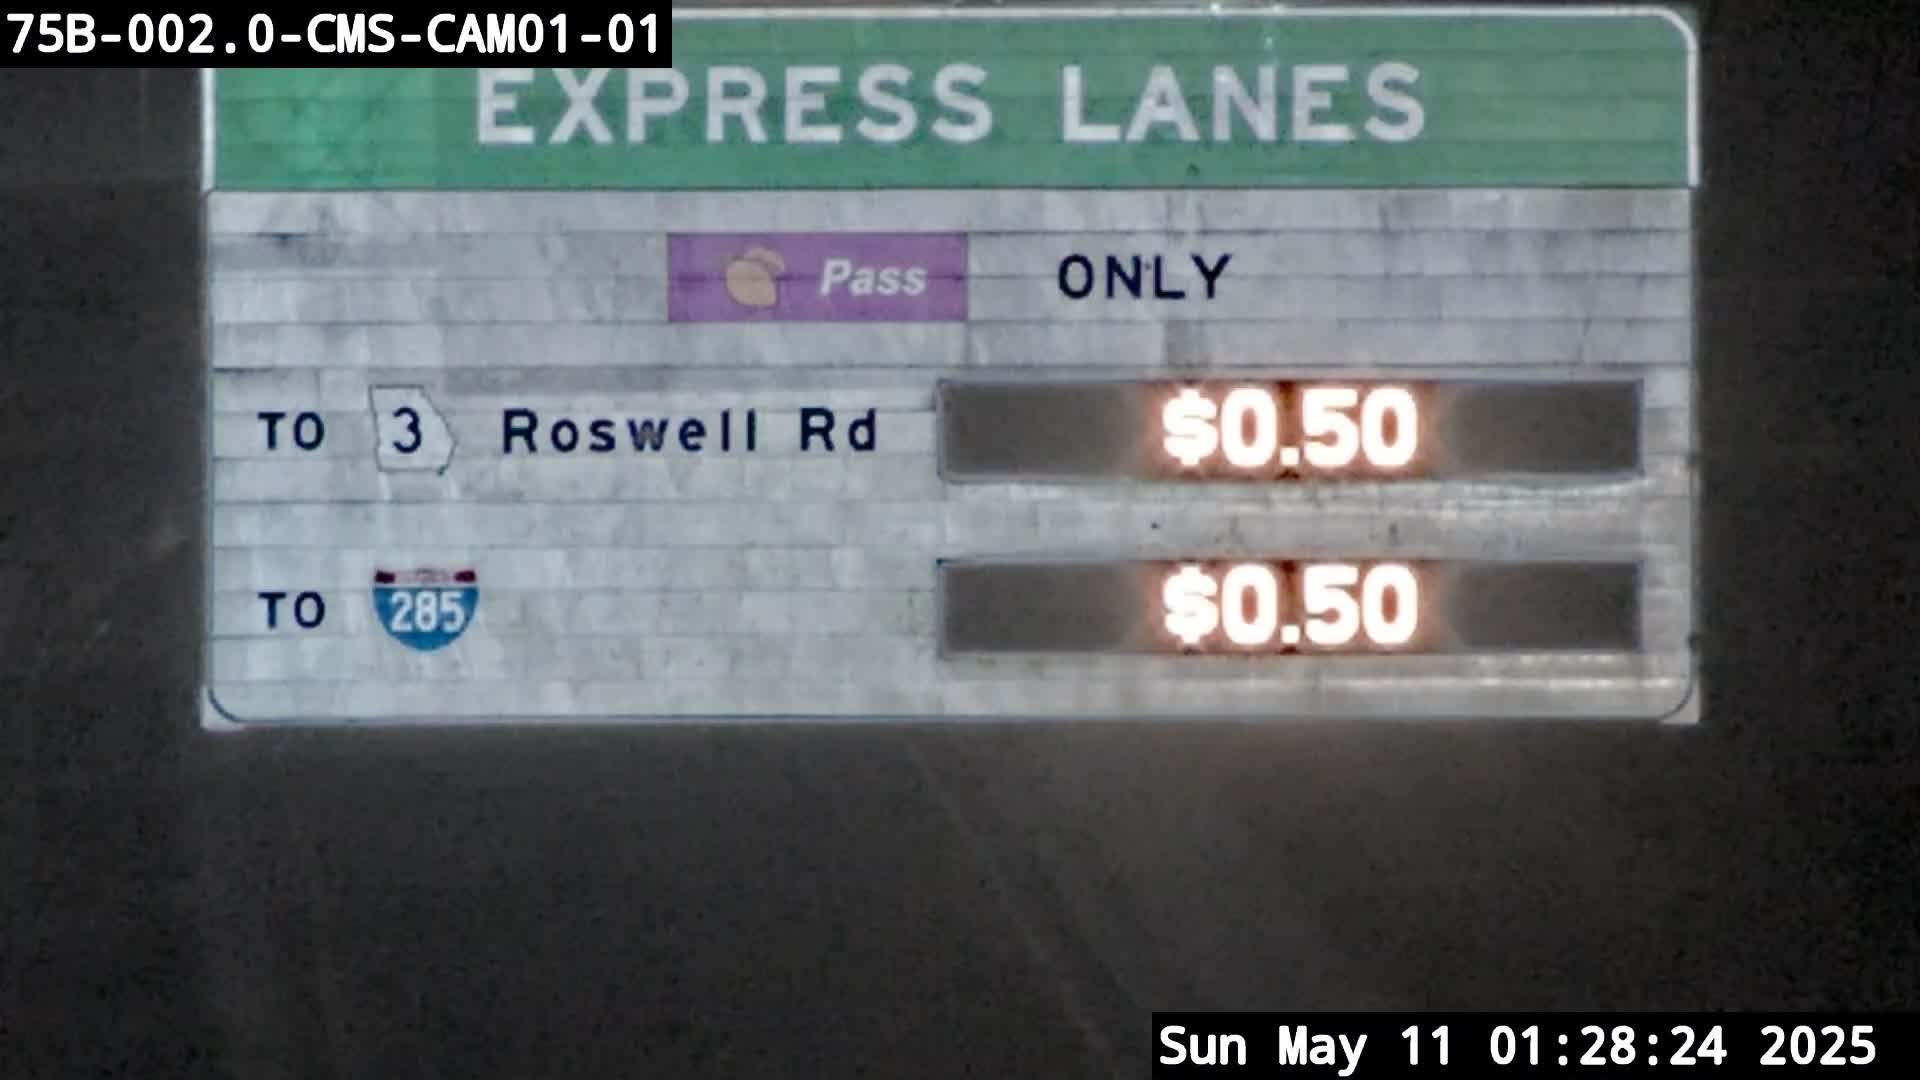 75B-002.0-CMS-CAM01-01
EXPRESS LANES
Pass ONLY
TO 3 Roswell Rd $0.50
TO 285 $0.50
Sun May 11 01:28:24 2025